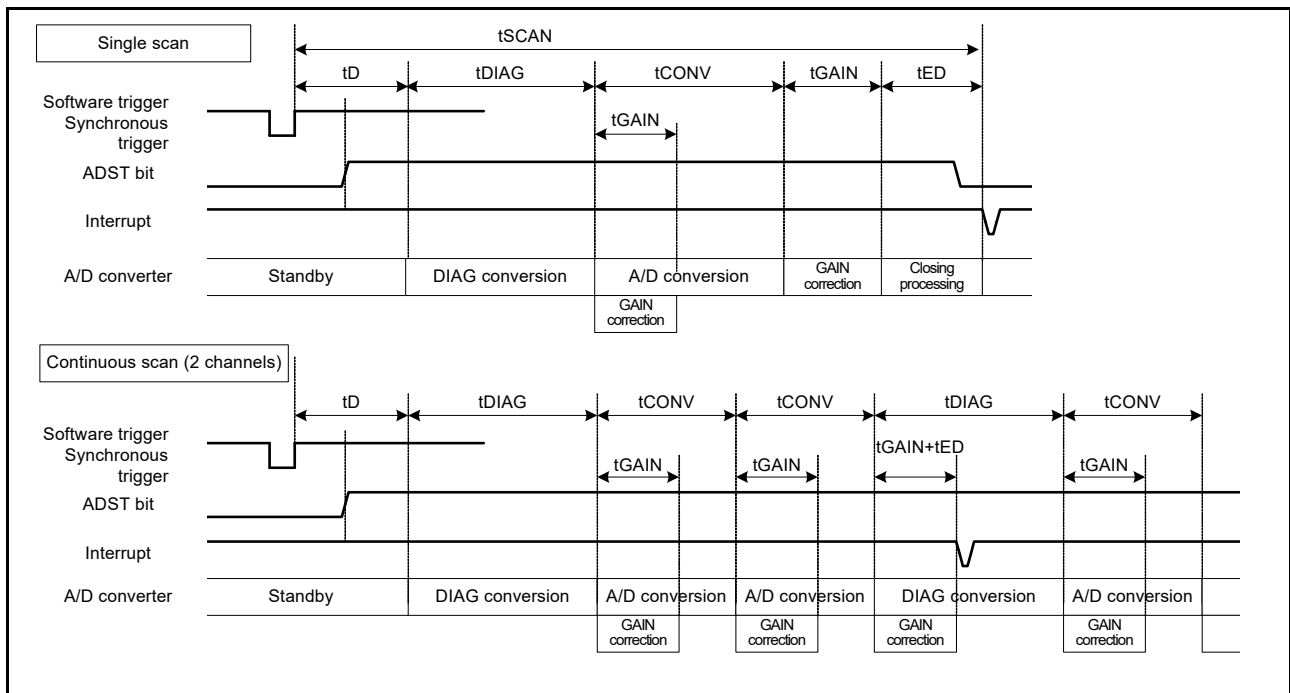 Single scan
tSCAN
tD
tDIAG
tCONV
tGAIN
tED
Software trigger
Synchronous
trigger
tGAIN
ADST bit
Interrupt
A/D converter
Standby
DIAG conversion
A/D conversion
GAIN
correction
Closing
processing
GAIN
correction
Continuous scan (2 channels)
tD
tDIAG
tCONV
tCONV
tDIAG
tCONV
Software trigger
Synchronous
trigger
tGAIN
tGAIN
tGAIN+tED
tGAIN
ADST bit
Interrupt
A/D converter
Standby
DIAG conversion
A/D conversion
A/D conversion
DIAG conversion
A/D conversion
GAIN
correction
GAIN
correction
GAIN
correction
GAIN
correction